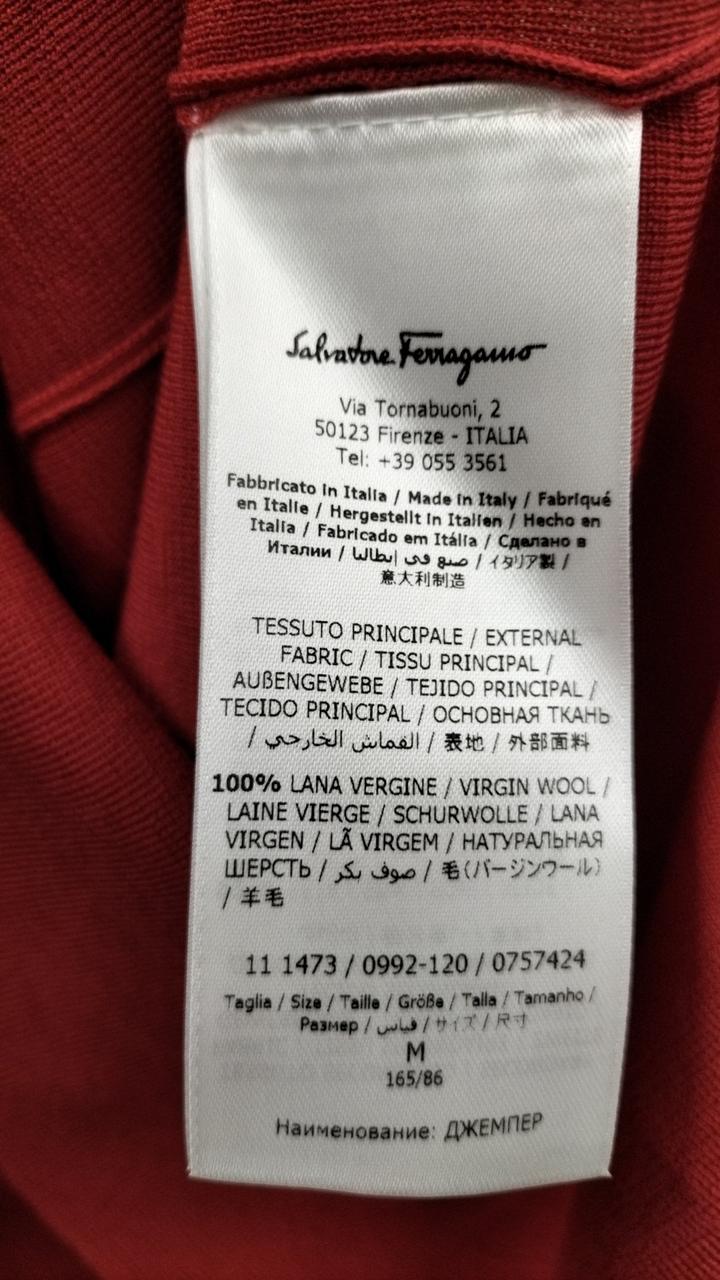 Salvatore Ferragamo
Via Tornabuoni, 2
50123 Firenze - ITALIA
Tel: +39 055 3561
Fabbricato in Italia / Made in Italy / Fabriqué
en Italie / Hergestellt in Italien / Hecho en
Italia / Fabricado em Itália / Сделано в
Италии / صنع في إيطاليا / イタリア製 /
意大利制造
TESSUTO PRINCIPALE / EXTERNAL
FABRIC / TISSU PRINCIPAL /
AUßENGEWEBE / TEJIDO PRINCIPAL /
TECIDO PRINCIPAL / ОСНОВНАЯ ТКАНЬ
/ القماش الخارجي / 表地 / 外部面料
100% LANA VERGINE / VIRGIN WOOL /
LAINE VIERGE / SCHURWOLLE / LANA
VIRGEN / LÃ VIRGEM / НАТУРАЛЬНАЯ
ШЕРСТЬ / صوف بكر / 毛(バージンウール)
/ 羊毛
11 1473 / 0992-120 / 0757424
Taglia / Size / Taille / Größe / Talla / Tamanho /
Размер / قياس / サイズ / 尺寸
M
165/86
Наименование: ДЖЕМПЕР